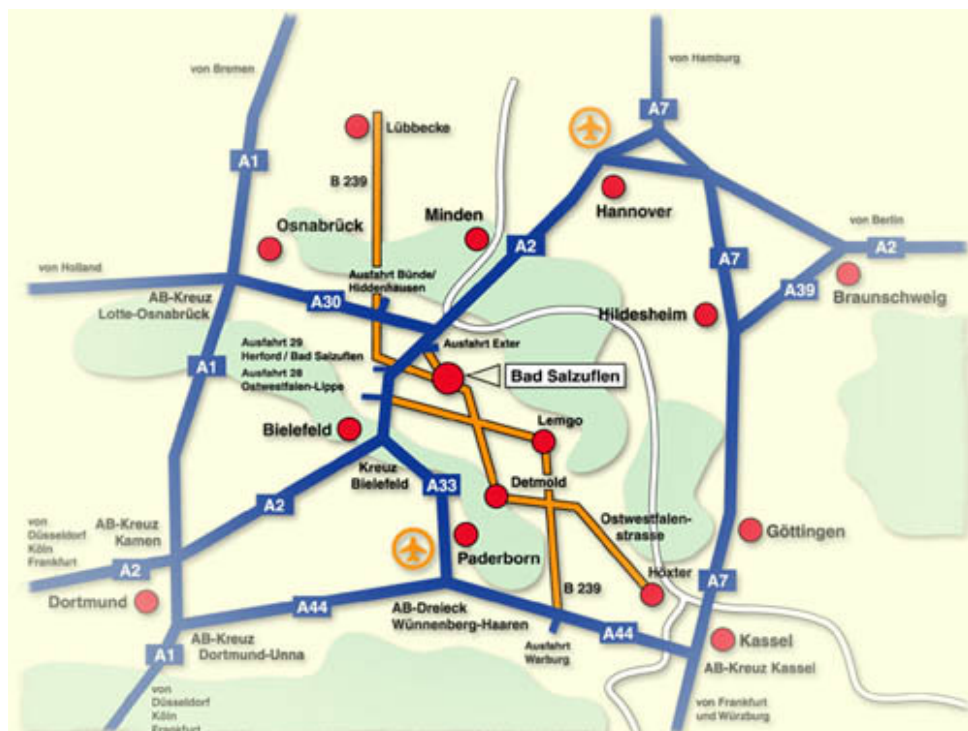 von Hamburg
von Bremen
A7
Lübbecke
A1
B 239
Hannover
Osnabrück
Minden
von Berlin
A2
A2
A7
von Holland
Ausfahrt Bünde/
Hiddenhausen
A39
Braunschweig
AB-Kreuz
Lotte-Osnabrück
A30
Hildesheim
Ausfahrt 29
Herford / Bad Salzuflen
Ausfahrt Exter
A1
Ausfahrt 28
Ostwestfalen-Lippe
Bad Salzuflen
Bielefeld
Lemgo
Kreuz
Bielefeld
A33
Detmold
A2
AB-Kreuz
Kamen
von
Düsseldorf
Köln
Frankfurt
Ostwestfalen-
strasse
Göttingen
A2
Paderborn
Höxter
A7
B 239
Dortmund
A44
AB-Dreieck
Wünnenberg-Haaren
A44
Kassel
AB-Kreuz
Dortmund-Unna
A1
Ausfahrt
Warburg
AB-Kreuz Kassel
von
Düsseldorf
Köln
Frankfurt
von Frankfurt
und Würzburg